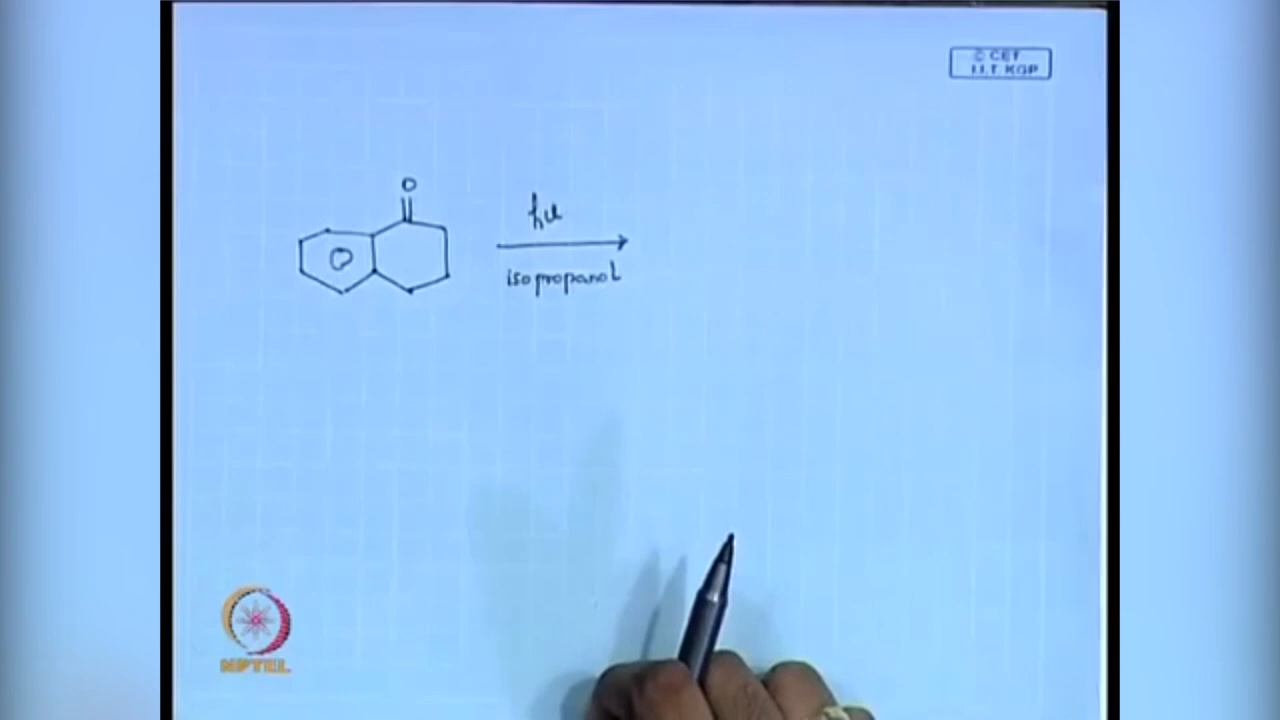 © CET
I.I.T. KGP
O
hν
isopropanol
NPTEL